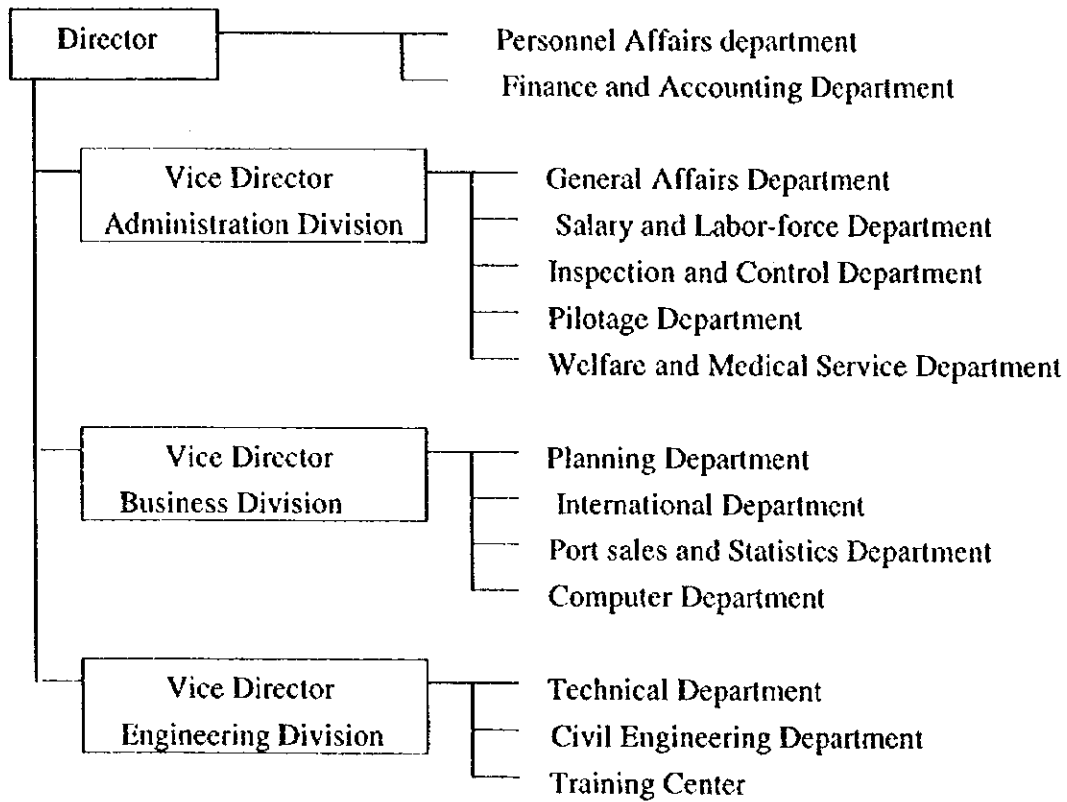 Director
Personnel Affairs department
Finance and Accounting Department
Vice Director
Administration Division
General Affairs Department
Salary and Labor-force Department
Inspection and Control Department
Pilotage Department
Welfare and Medical Service Department
Vice Director
Business Division
Planning Department
International Department
Port sales and Statistics Department
Computer Department
Vice Director
Engineering Division
Technical Department
Civil Engineering Department
Training Center